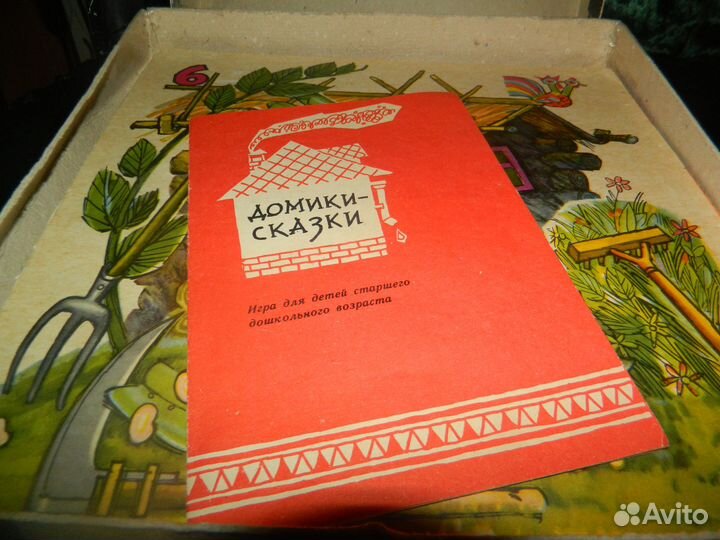 6
ДОМИКИ-
СКАЗКИ
Игра для детей старшего
дошкольного возраста
Avito